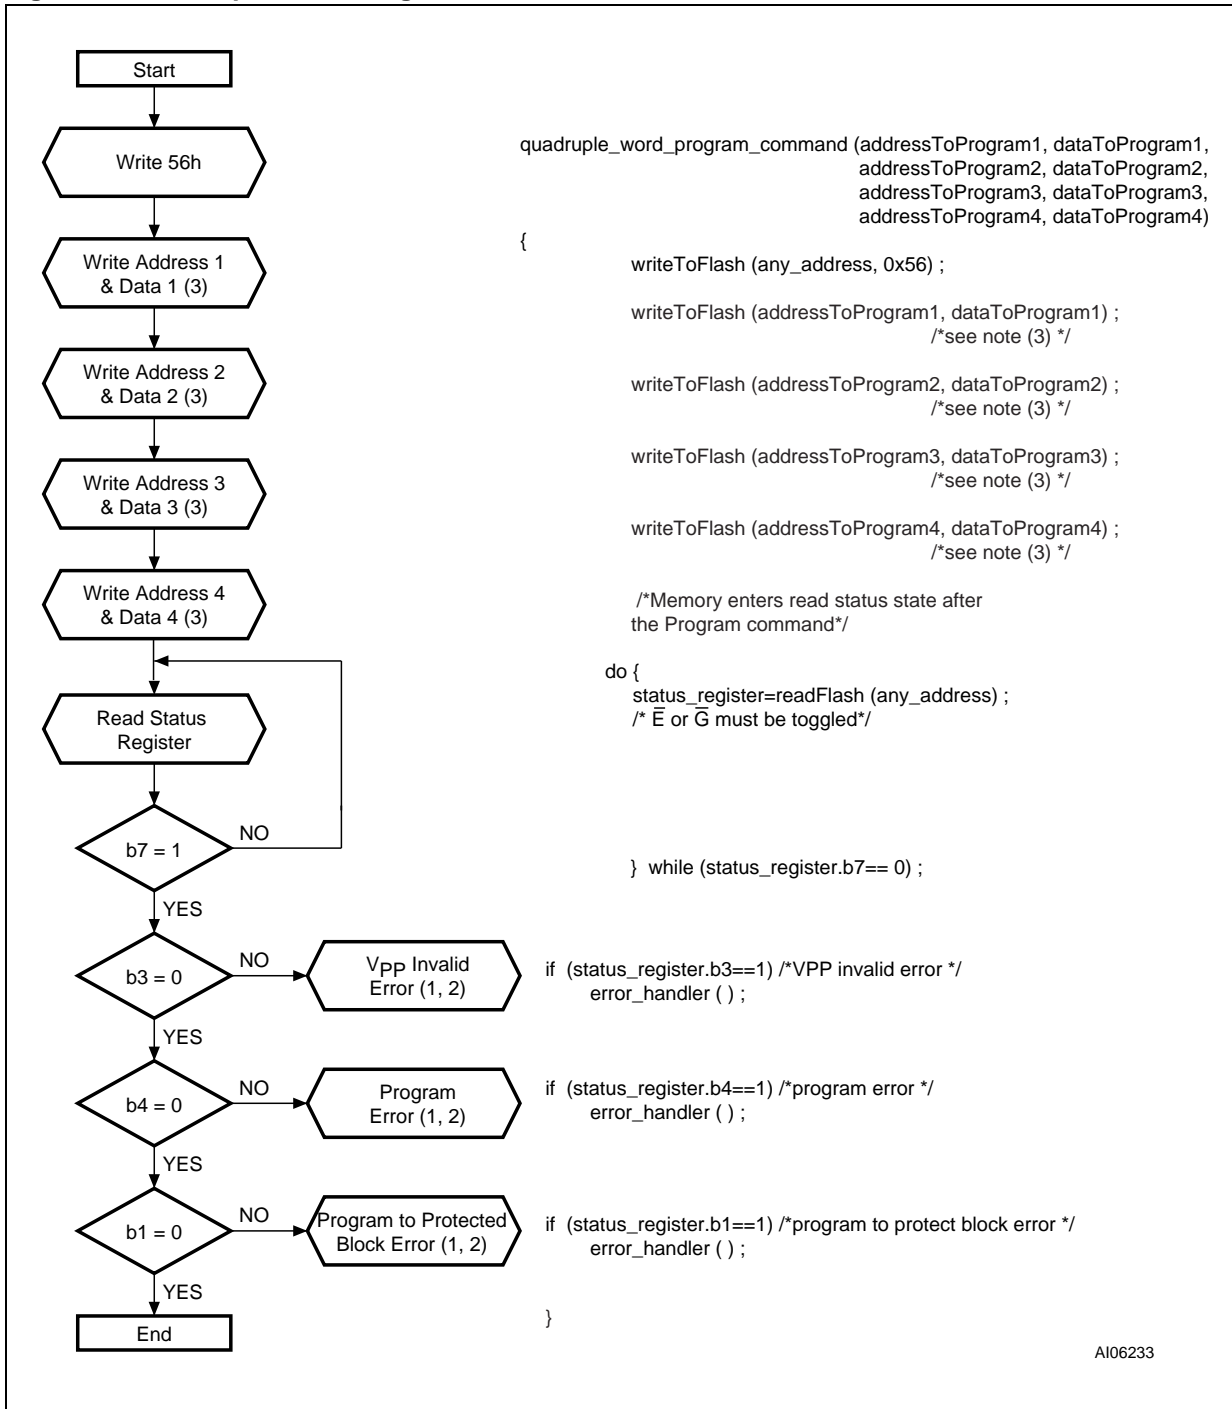 Start
Write 56h
Write Address 1
& Data 1 (3)
Write Address 2
& Data 2 (3)
Write Address 3
& Data 3 (3)
Write Address 4
& Data 4 (3)
Read Status
Register
b7 = 1
NO
YES
b3 = 0
NO
VPP Invalid
Error (1, 2)
YES
b4 = 0
NO
Program
Error (1, 2)
YES
b1 = 0
NO
Program to Protected
Block Error (1, 2)
YES
End
quadruple_word_program_command (addressToProgram1, dataToProgram1,
addressToProgram2, dataToProgram2,
addressToProgram3, dataToProgram3,
addressToProgram4, dataToProgram4)
{
writeToFlash (any_address, 0x56) ;
writeToFlash (addressToProgram1, dataToProgram1) ;
/*see note (3) */
writeToFlash (addressToProgram2, dataToProgram2) ;
/*see note (3) */
writeToFlash (addressToProgram3, dataToProgram3) ;
/*see note (3) */
writeToFlash (addressToProgram4, dataToProgram4) ;
/*see note (3) */
/*Memory enters read status state after
the Program command*/
do {
status_register=readFlash (any_address) ;
/* E̅ or G̅ must be toggled*/
} while (status_register.b7== 0) ;
if (status_register.b3==1) /*VPP invalid error */
error_handler ( ) ;
if (status_register.b4==1) /*program error */
error_handler ( ) ;
if (status_register.b1==1) /*program to protect block error */
error_handler ( ) ;
}
AI06233